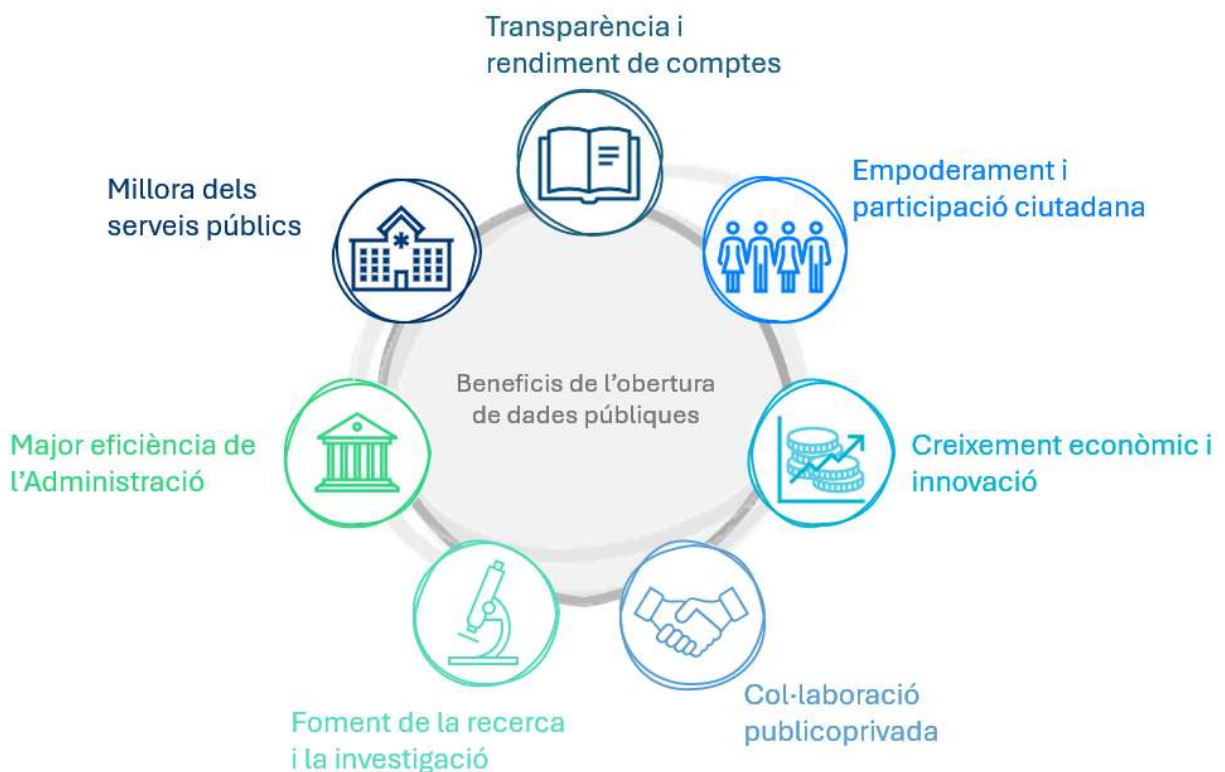 Transparència i
rendiment de comptes
Empoderament i
participació ciutadana
Millora dels
serveis públics
Beneficis de l’obertura
de dades públiques
Creixement econòmic i
innovació
Major eficiència de
l’Administració
Col·laboració
publicoprivada
Foment de la recerca
i la investigació